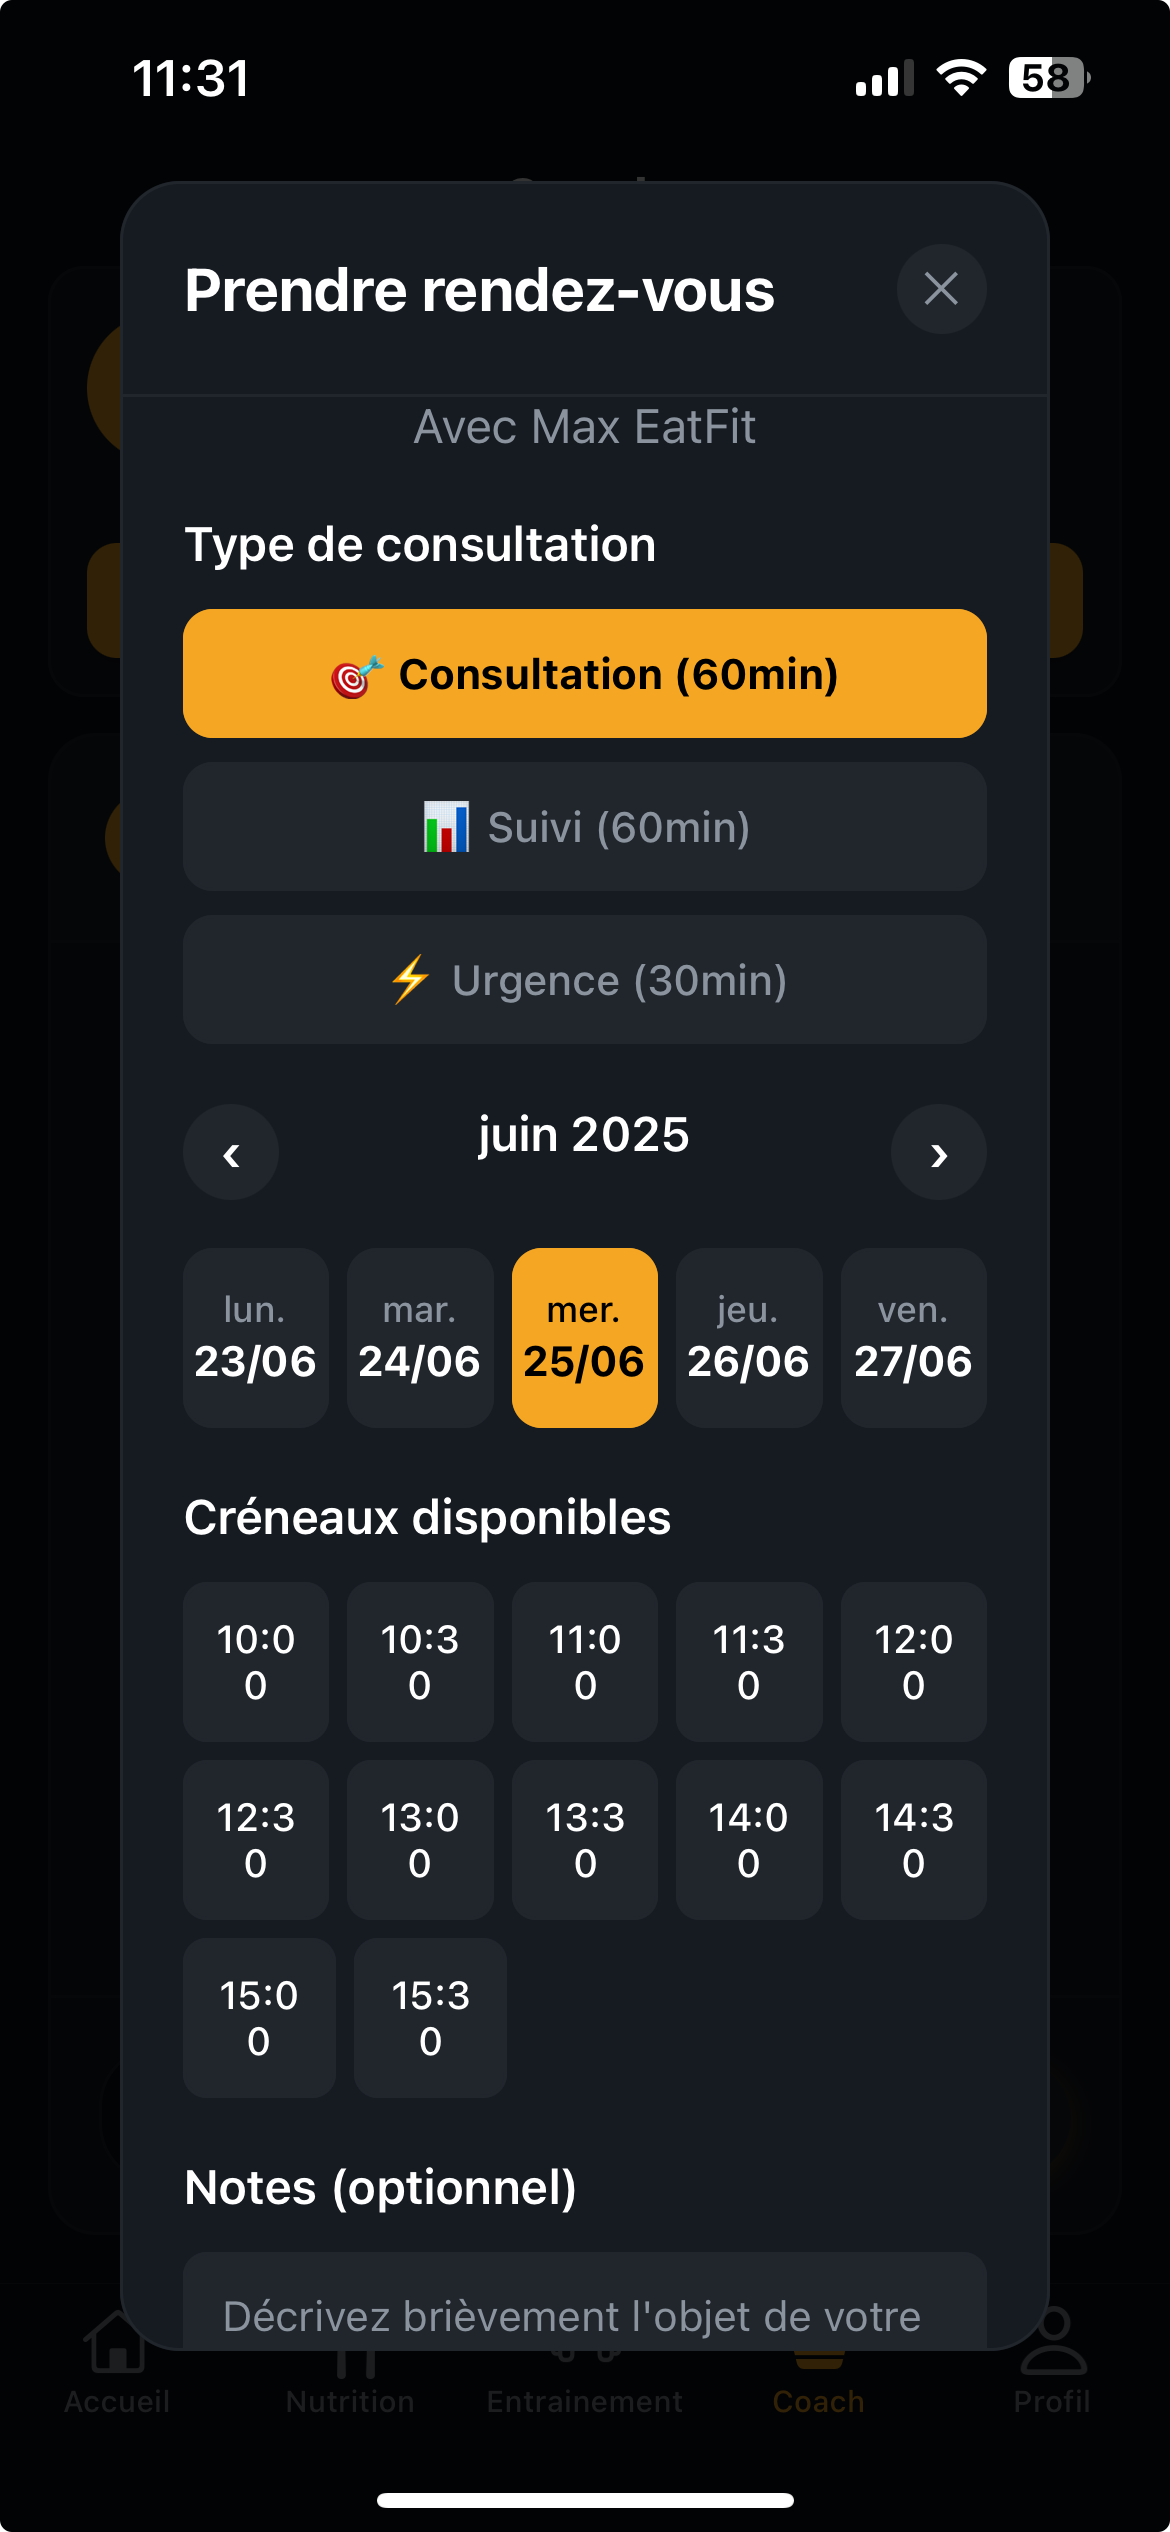 11:31
58
Prendre rendez-vous
Avec Max EatFit
Type de consultation
Consultation (60min)
Suivi (60min)
Urgence (30min)
‹ juin 2025 ›
lun. mar. mer. jeu. ven.
23/06 24/06 25/06 26/06 27/06
Créneaux disponibles
10:0 10:3 11:0 11:3 12:0
0 0 0 0 0
12:3 13:0 13:3 14:0 14:3
0 0 0 0 0
15:0 15:3
0 0
Notes (optionnel)
Décrivez brièvement l'objet de votre
Accueil Nutrition Entrainement Coach Profil